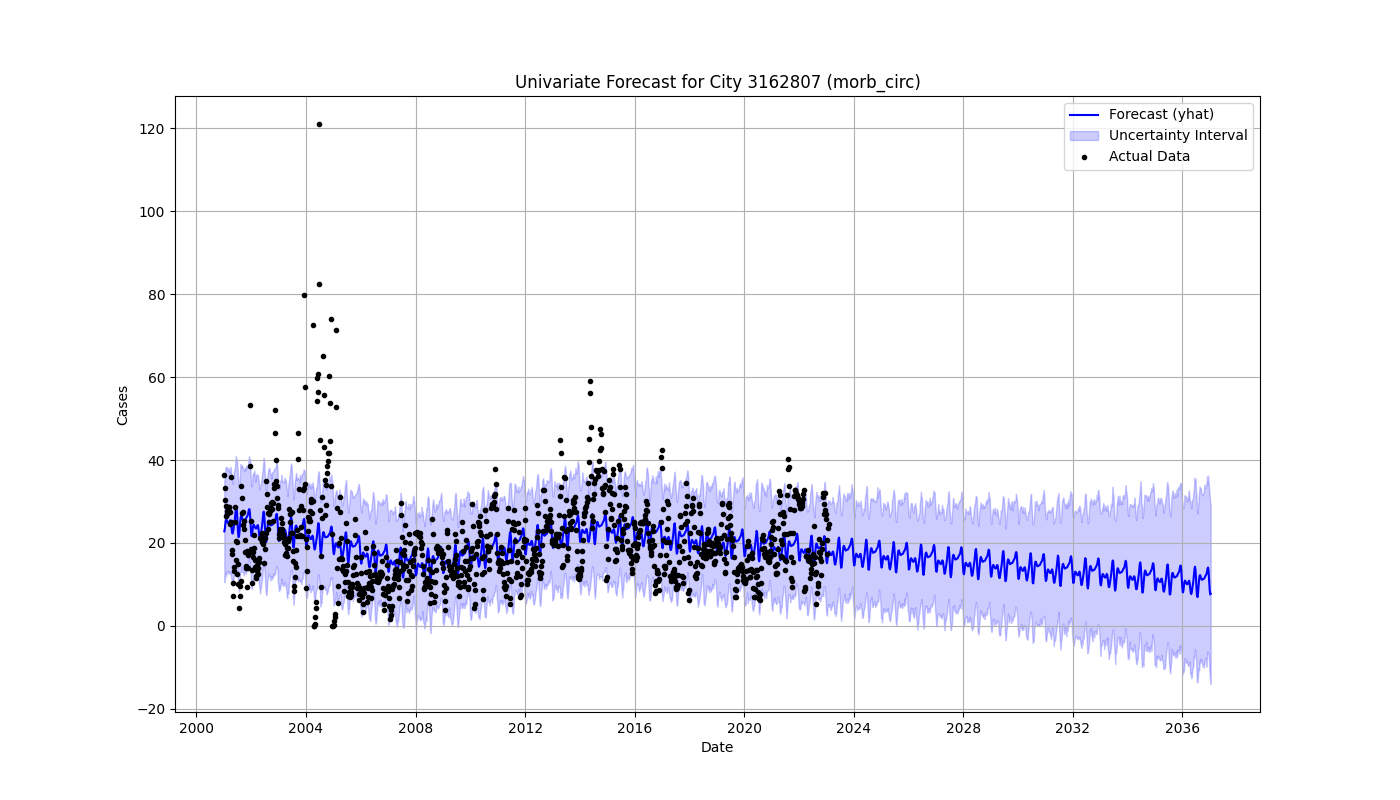 Univariate Forecast for City 3162807 (morb_circ)
Forecast (yhat)
Uncertainty Interval
Actual Data
120
100
80
60
40
20
0
−20
Cases
2000 2004 2008 2012 2016 2020 2024 2028 2032 2036
Date